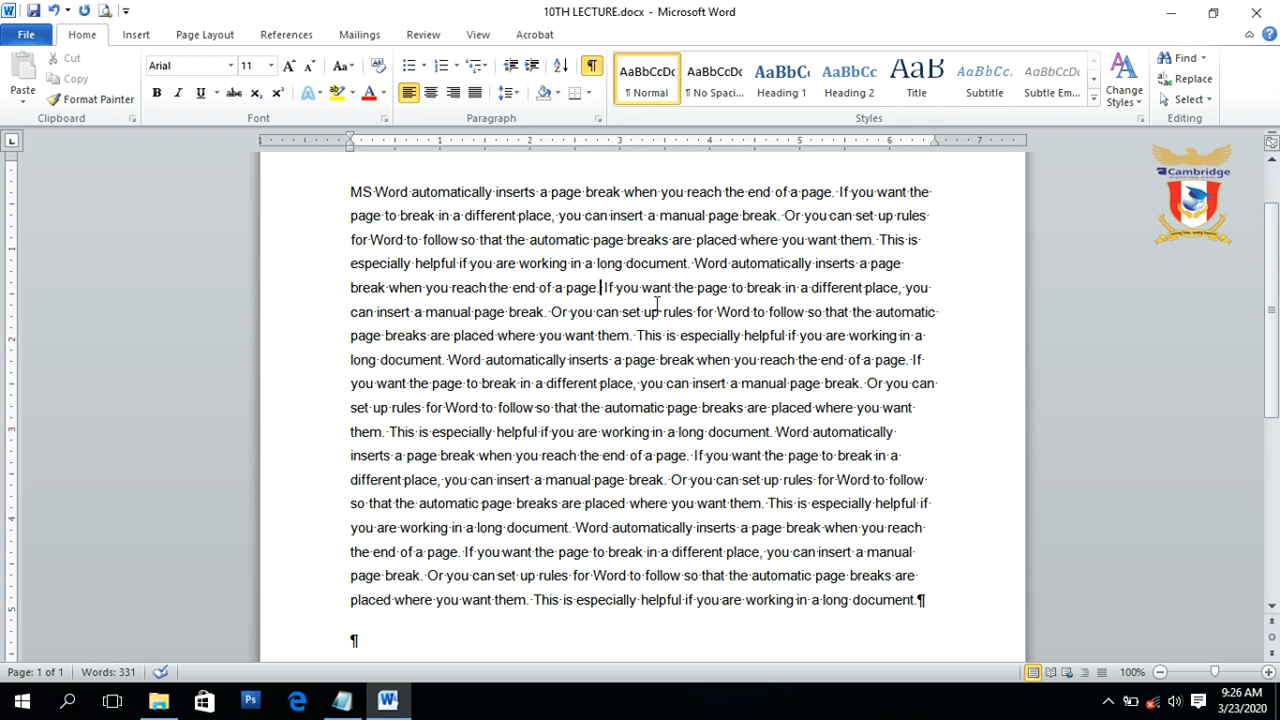 10TH LECTURE.docx - Microsoft Word
File Home Insert Page Layout References Mailings Review View Acrobat
Paste
Cut
Copy
Format Painter
Clipboard
Arial 11
Font
Paragraph
AaBbCcDc AaBbCcDc AaBbCc AaBbCc AaB AaBbCcDc AaBbCcDc
¶ Normal ¶ No Spaci... Heading 1 Heading 2 Title Subtitle Subtle Em...
Change Styles
Styles
Find
Replace
Select
Editing
Cambridge
MS Word automatically inserts a page break when you reach the end of a page. If you want the
page to break in a different place, you can insert a manual page break. Or you can set up rules
for Word to follow so that the automatic page breaks are placed where you want them. This is
especially helpful if you are working in a long document. Word automatically inserts a page
break when you reach the end of a page. If you want the page to break in a different place, you
can insert a manual page break. Or you can set up rules for Word to follow so that the automatic
page breaks are placed where you want them. This is especially helpful if you are working in a
long document. Word automatically inserts a page break when you reach the end of a page. If
you want the page to break in a different place, you can insert a manual page break. Or you can
set up rules for Word to follow so that the automatic page breaks are placed where you want
them. This is especially helpful if you are working in a long document. Word automatically
inserts a page break when you reach the end of a page. If you want the page to break in a
different place, you can insert a manual page break. Or you can set up rules for Word to follow
so that the automatic page breaks are placed where you want them. This is especially helpful if
you are working in a long document. Word automatically inserts a page break when you reach
the end of a page. If you want the page to break in a different place, you can insert a manual
page break. Or you can set up rules for Word to follow so that the automatic page breaks are
placed where you want them. This is especially helpful if you are working in a long document.¶
¶
Page: 1 of 1 Words: 331 100%
9:26 AM
3/23/2020